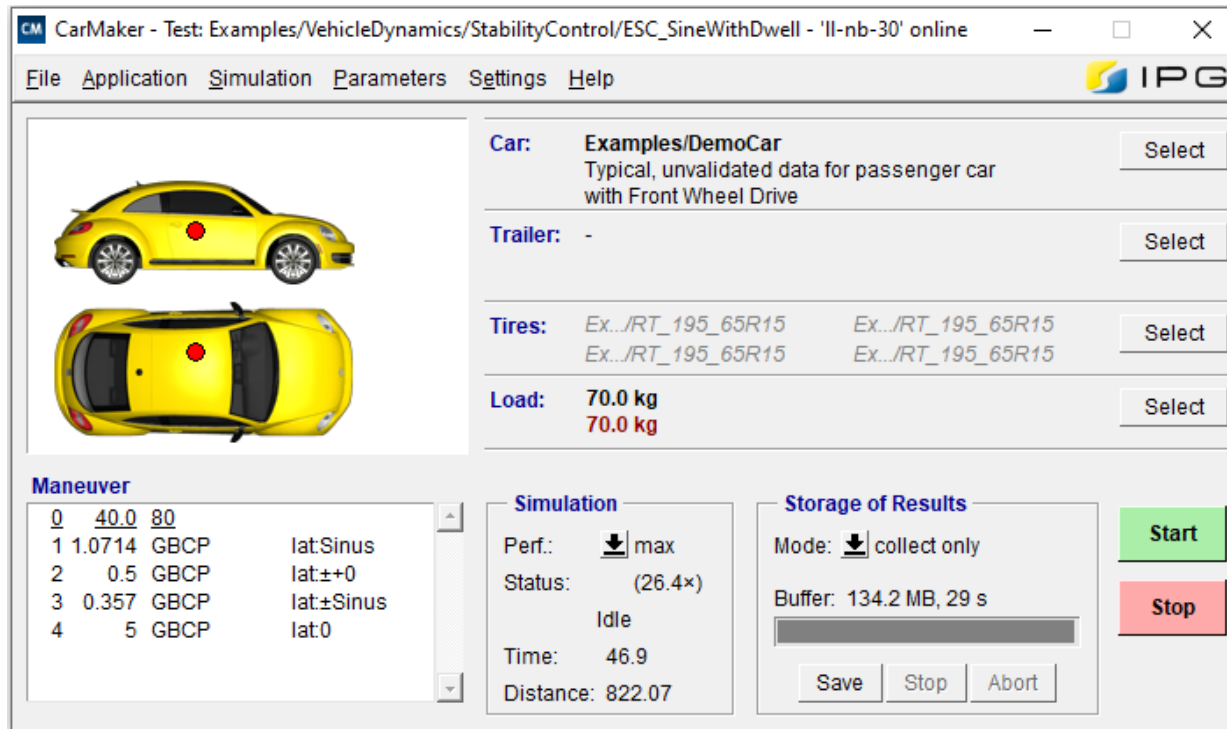 CM CarMaker - Test: Examples/VehicleDynamics/StabilityControl/ESC_SineWithDwell - 'll-nb-30' online
File Application Simulation Parameters Settings Help
IPG
Car: Examples/DemoCar Select
Typical, unvalidated data for passenger car
with Front Wheel Drive
Trailer: - Select
Tires: Ex.../RT_195_65R15 Ex.../RT_195_65R15 Select
Ex.../RT_195_65R15 Ex.../RT_195_65R15
Load: 70.0 kg Select
70.0 kg
Maneuver
0 40.0 80
1 1.0714 GBCP lat:Sinus
2 0.5 GBCP lat:±+0
3 0.357 GBCP lat:±Sinus
4 5 GBCP lat:0
Simulation
Perf.: max
Status: (26.4×)
Idle
Time: 46.9
Distance: 822.07
Storage of Results
Mode: collect only
Buffer: 134.2 MB, 29 s
Save Stop Abort
Start
Stop